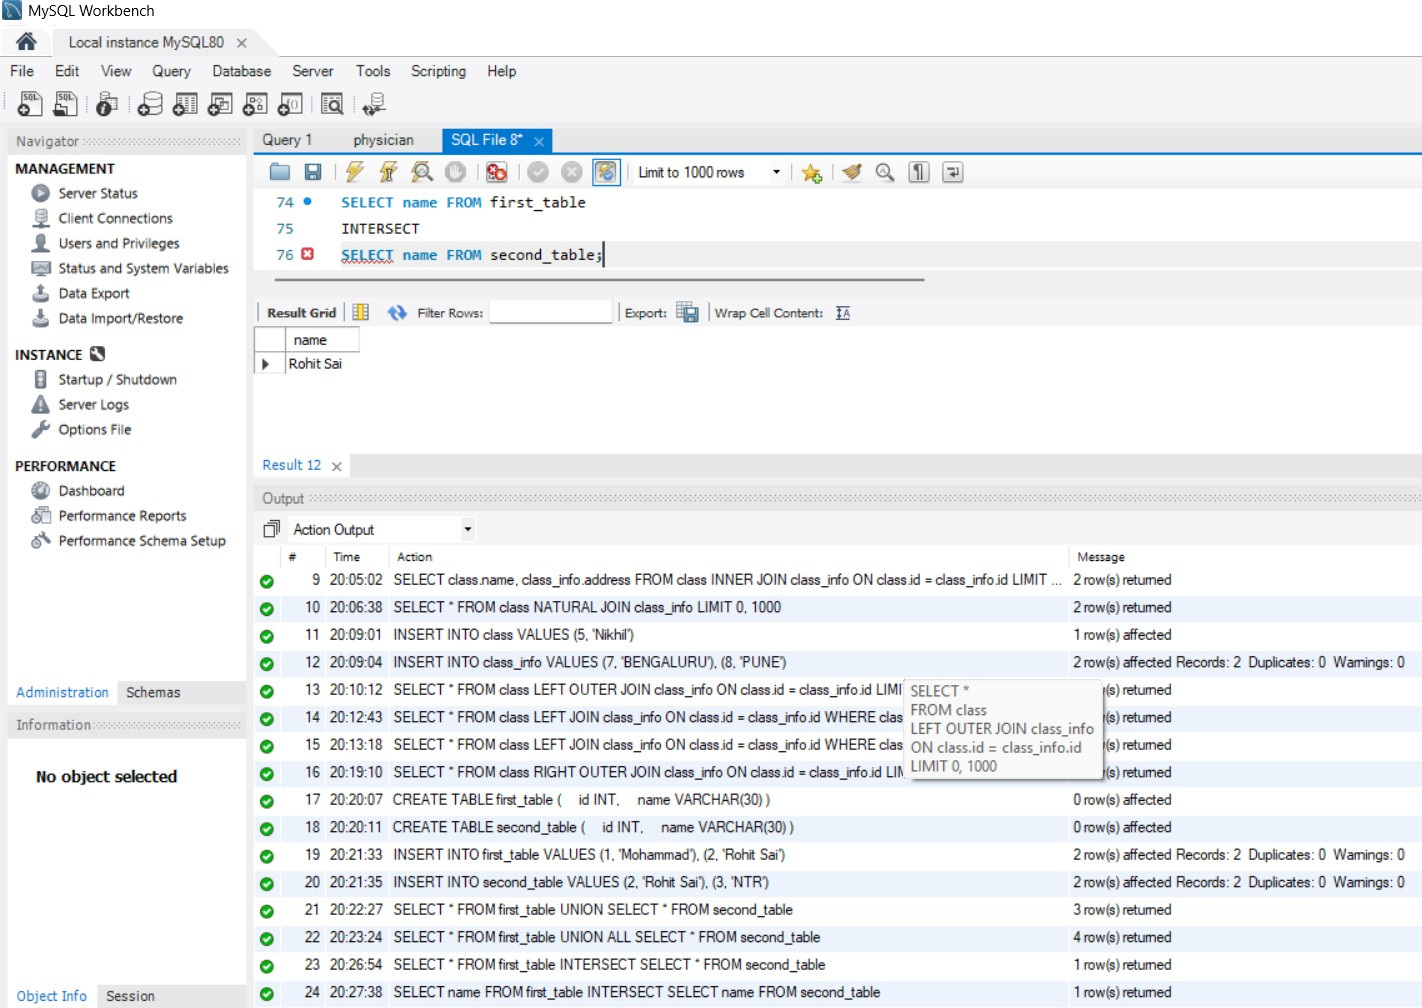 MySQL Workbench
Local instance MySQL80
File Edit View Query Database Server Tools Scripting Help
SQL SQL
Navigator
MANAGEMENT
Server Status
Client Connections
Users and Privileges
Status and System Variables
Data Export
Data Import/Restore
INSTANCE
Startup / Shutdown
Server Logs
Options File
PERFORMANCE
Dashboard
Performance Reports
Performance Schema Setup
Administration Schemas
Information
No object selected
Object Info Session
Query 1 physician SQL File 8*
Limit to 1000 rows
74 SELECT name FROM first_table
75 INTERSECT
76 SELECT name FROM second_table;
Result Grid Filter Rows: Export: Wrap Cell Content:
name
Rohit Sai
Result 12
Output
Action Output
# Time Action Message
9 20:05:02 SELECT class.name, class_info.address FROM class INNER JOIN class_info ON class.id = class_info.id LIMIT ... 2 row(s) returned
10 20:06:38 SELECT * FROM class NATURAL JOIN class_info LIMIT 0, 1000 2 row(s) returned
11 20:09:01 INSERT INTO class VALUES (5, 'Nikhil') 1 row(s) affected
12 20:09:04 INSERT INTO class_info VALUES (7, 'BENGALURU'), (8, 'PUNE') 2 row(s) affected Records: 2 Duplicates: 0 Warnings: 0
13 20:10:12 SELECT * FROM class LEFT OUTER JOIN class_info ON class.id = class_info.id LIMI (s) returned
14 20:12:43 SELECT * FROM class LEFT JOIN class_info ON class.id = class_info.id WHERE clas (s) returned
15 20:13:18 SELECT * FROM class LEFT JOIN class_info ON class.id = class_info.id WHERE clas (s) returned
16 20:19:10 SELECT * FROM class RIGHT OUTER JOIN class_info ON class.id = class_info.id LIM (s) returned
SELECT *
FROM class
LEFT OUTER JOIN class_info
ON class.id = class_info.id
LIMIT 0, 1000
17 20:20:07 CREATE TABLE first_table ( id INT, name VARCHAR(30) ) 0 row(s) affected
18 20:20:11 CREATE TABLE second_table ( id INT, name VARCHAR(30) ) 0 row(s) affected
19 20:21:33 INSERT INTO first_table VALUES (1, 'Mohammad'), (2, 'Rohit Sai') 2 row(s) affected Records: 2 Duplicates: 0 Warnings: 0
20 20:21:35 INSERT INTO second_table VALUES (2, 'Rohit Sai'), (3, 'NTR') 2 row(s) affected Records: 2 Duplicates: 0 Warnings: 0
21 20:22:27 SELECT * FROM first_table UNION SELECT * FROM second_table 3 row(s) returned
22 20:23:24 SELECT * FROM first_table UNION ALL SELECT * FROM second_table 4 row(s) returned
23 20:26:54 SELECT * FROM first_table INTERSECT SELECT * FROM second_table 1 row(s) returned
24 20:27:38 SELECT name FROM first_table INTERSECT SELECT name FROM second_table 1 row(s) returned